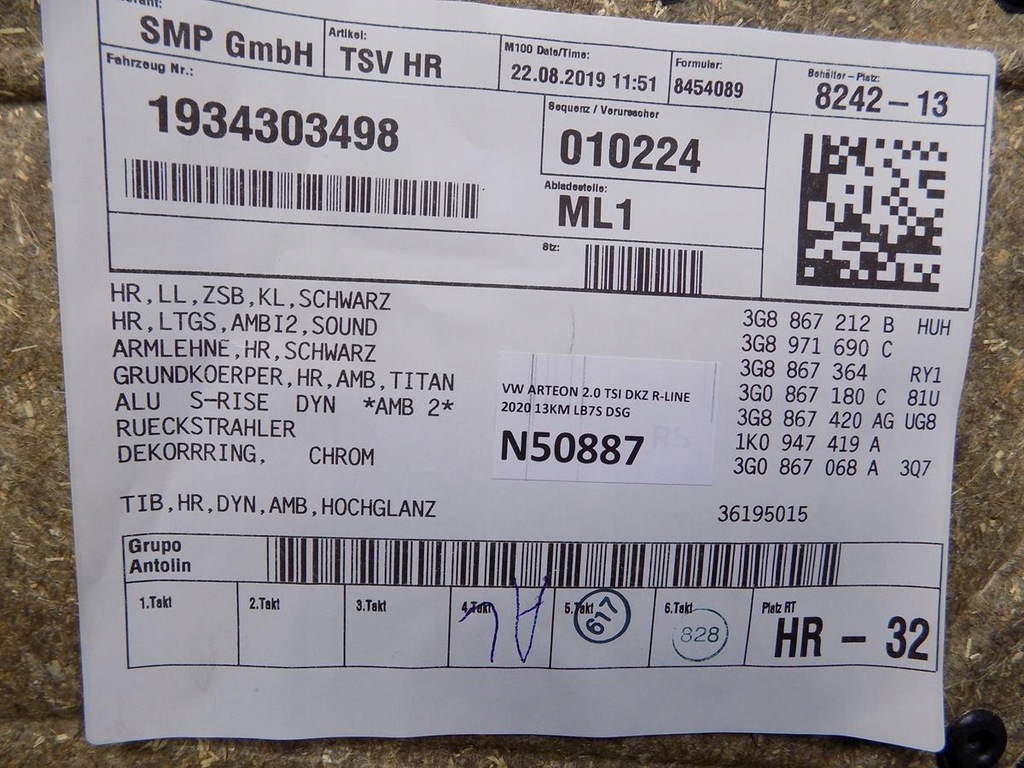 SMP GmbH
Artikel:
TSV HR
M100 Date/Time:
22.08.2019 11:51
Formular:
8454089
Behälter-Platz:
8242-13
Fahrzeug Nr.:
1934303498
Sequenz / Verursacher
010224
Abladestelle:
ML1
Stz:
HR,LL,ZSB,KL,SCHWARZ 3G8 867 212 B HUH
HR,LTGS,AMBI2,SOUND 3G8 971 690 C
ARMLEHNE,HR,SCHWARZ 3G8 867 364 RY1
GRUNDKOERPER,HR,AMB,TITAN 3G0 867 180 C 81U
ALU S-RISE DYN *AMB 2* 3G8 867 420 AG UG8
RUECKSTRAHLER 1K0 947 419 A
DEKORRRING, CHROM 3G0 867 068 A 3Q7
VW ARTEON 2.0 TSI DKZ R-LINE
2020 13KM LB7S DSG
N50887
TIB,HR,DYN,AMB,HOCHGLANZ 36195015
Grupo
Antolin
1.Takt
2.Takt
3.Takt
4.Takt
5.Takt
617
6.Takt
828
Platz RT
HR - 32